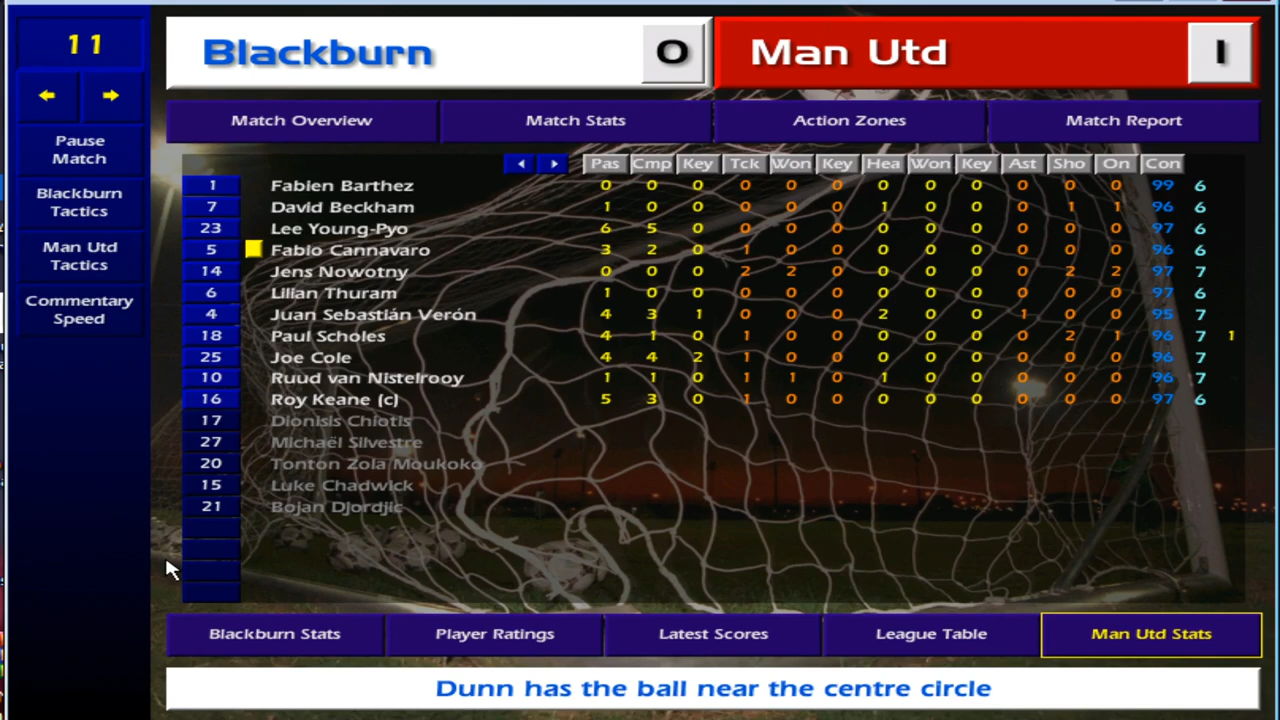 11
Blackburn 0 Man Utd 1
Match Overview Match Stats Action Zones Match Report
Pause Match
Blackburn Tactics
Man Utd Tactics
Commentary Speed
Pas Cmp Key Tck Won Key Hea Won Key Ast Sho On Con
1 Fabien Barthez 0 0 0 0 0 0 0 0 0 0 0 0 99 6
7 David Beckham 1 0 0 0 0 0 1 0 0 0 1 1 96 6
23 Lee Young-Pyo 6 5 0 0 0 0 0 0 0 0 0 0 97 6
5 Fabio Cannavaro 3 2 0 1 0 0 0 0 0 0 0 0 96 6
14 Jens Nowotny 0 0 0 2 2 0 0 0 0 0 2 2 97 7
6 Lilian Thuram 1 0 0 0 0 0 0 0 0 0 0 0 97 6
4 Juan Sebastián Verón 4 3 1 0 0 0 2 0 0 1 0 0 95 7
18 Paul Scholes 4 1 0 1 0 0 0 0 0 0 2 1 96 7 1
25 Joe Cole 4 4 2 1 0 0 0 0 0 0 0 0 96 7
10 Ruud van Nistelrooy 1 1 0 1 1 0 1 0 0 0 0 0 96 7
16 Roy Keane (c) 5 3 0 1 0 0 0 0 0 0 0 0 97 6
17 Dionisis Chiotis
27 Michaël Silvestre
20 Tonton Zola Moukoko
15 Luke Chadwick
21 Bojan Djordjic
Blackburn Stats Player Ratings Latest Scores League Table Man Utd Stats
Dunn has the ball near the centre circle